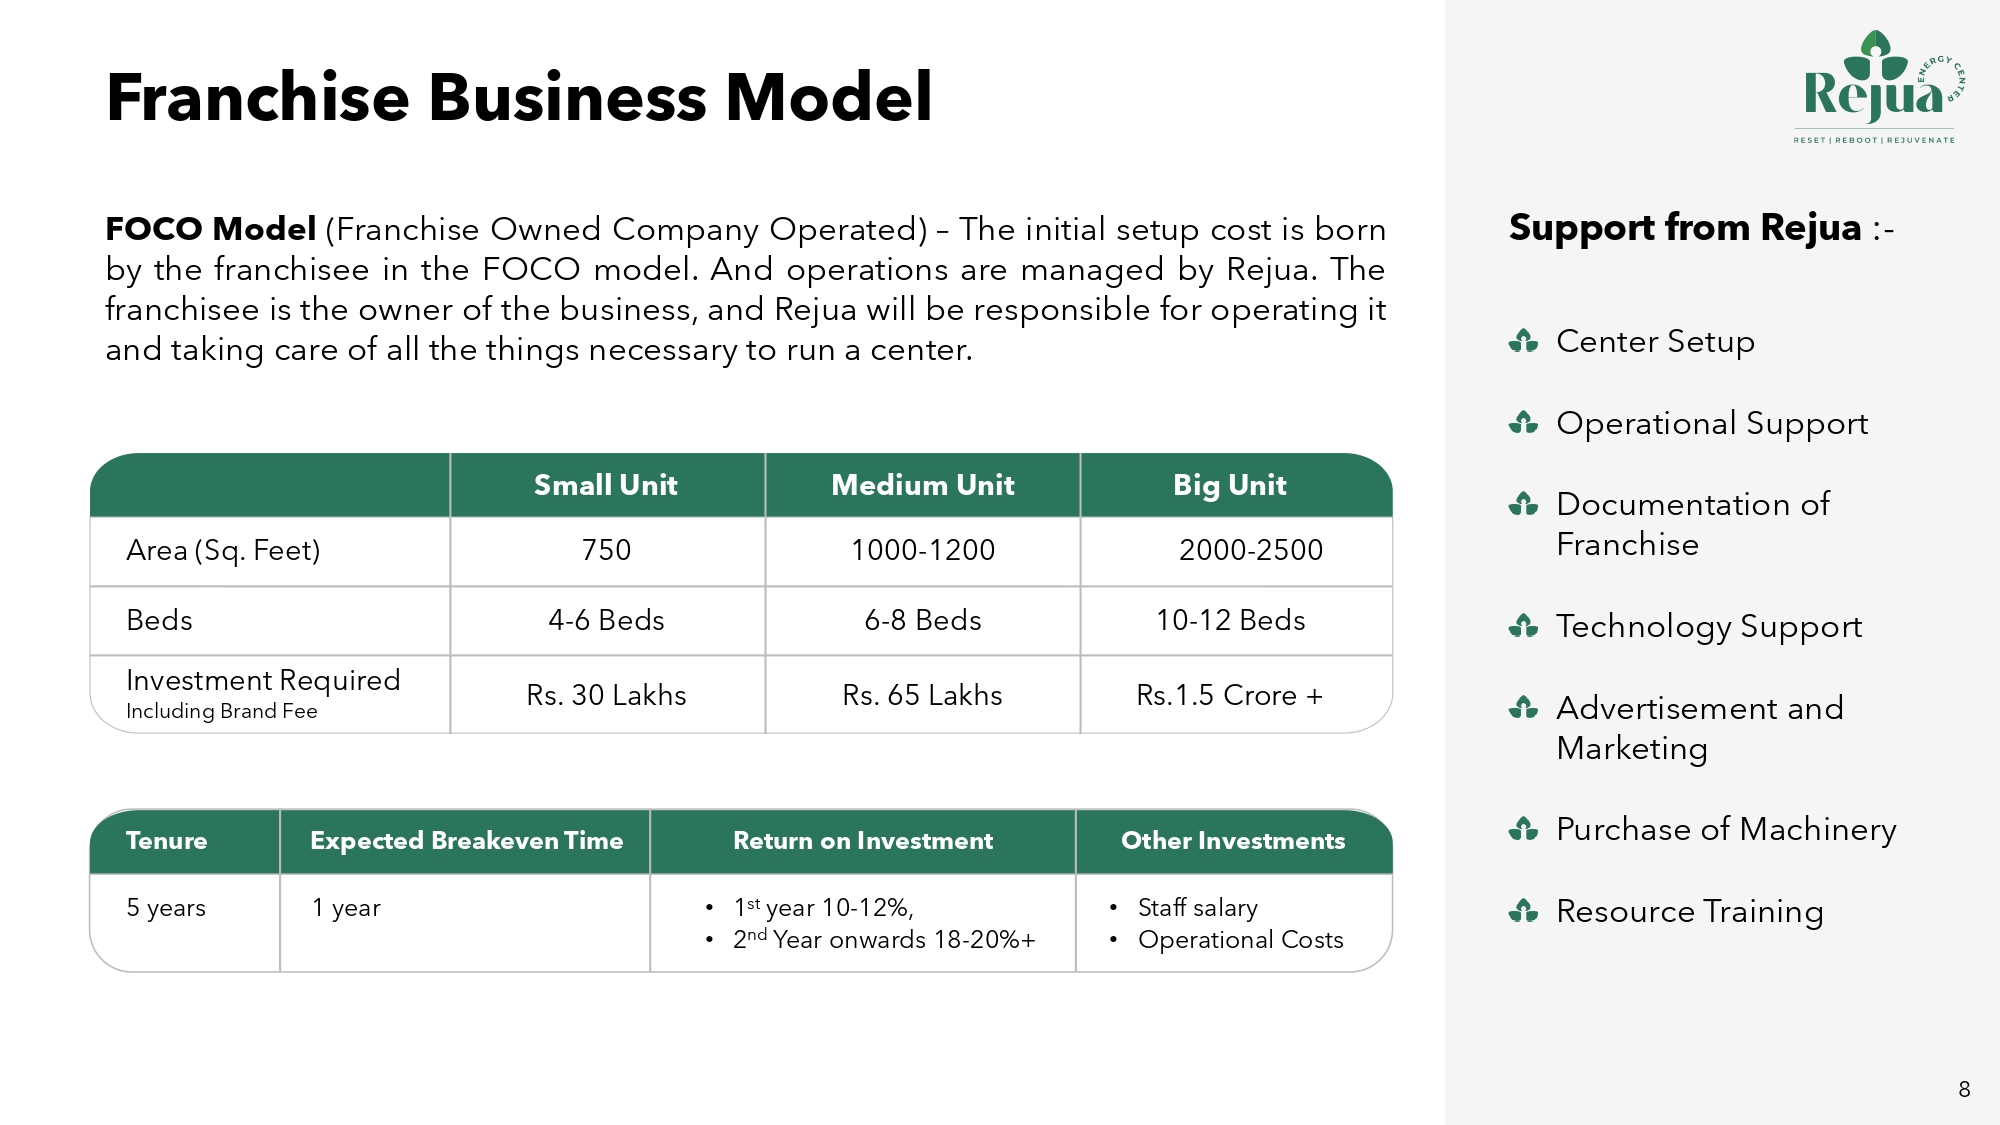 Franchise Business Model
FOCO Model (Franchise Owned Company Operated) – The initial setup cost is born
by the franchisee in the FOCO model. And operations are managed by Rejua. The
franchisee is the owner of the business, and Rejua will be responsible for operating it
and taking care of all the things necessary to run a center.
Small Unit Medium Unit Big Unit
Area (Sq. Feet) 750 1000-1200 2000-2500
Beds 4-6 Beds 6-8 Beds 10-12 Beds
Investment Required
Including Brand Fee
Rs. 30 Lakhs Rs. 65 Lakhs Rs.1.5 Crore +
Tenure Expected Breakeven Time Return on Investment Other Investments
5 years 1 year
• 1st year 10-12%,
• 2nd Year onwards 18-20%+
• Staff salary
• Operational Costs
Rejua
ENERGY CENTER
RESET | REBOOT | REJUVENATE
Support from Rejua :-
Center Setup
Operational Support
Documentation of
Franchise
Technology Support
Advertisement and
Marketing
Purchase of Machinery
Resource Training
8